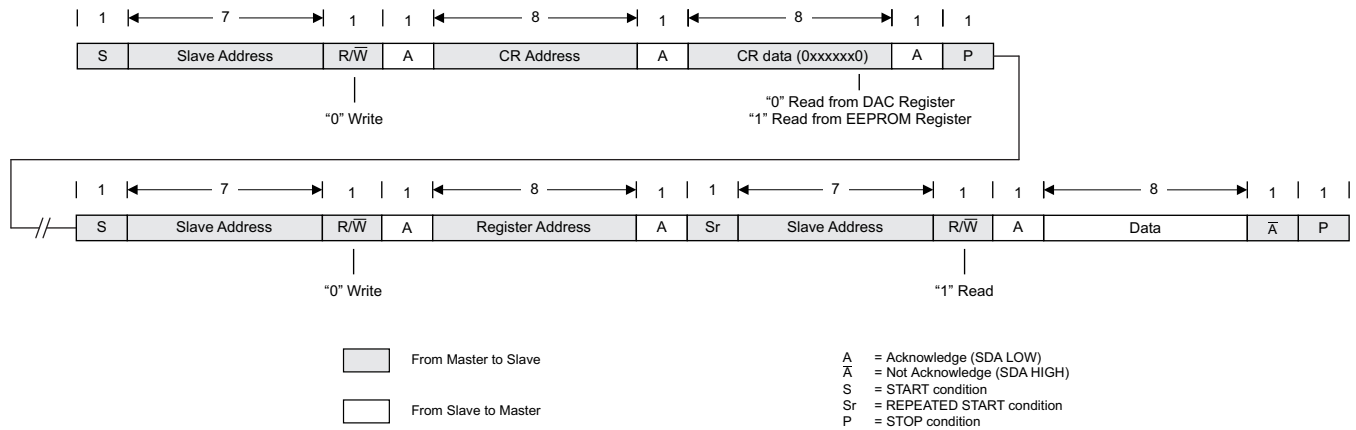 1 7 1 1 8 1 8 1 1
S Slave Address R/W̅ A CR Address A CR data (0xxxxxx0) A P
“0” Write
“0” Read from DAC Register
“1” Read from EEPROM Register
1 7 1 1 8 1 1 7 1 1 8 1 1
S Slave Address R/W̅ A Register Address A Sr Slave Address R/W̅ A Data A̅ P
“0” Write “1” Read
From Master to Slave
From Slave to Master
A = Acknowledge (SDA LOW)
A̅ = Not Acknowledge (SDA HIGH)
S = START condition
Sr = REPEATED START condition
P = STOP condition